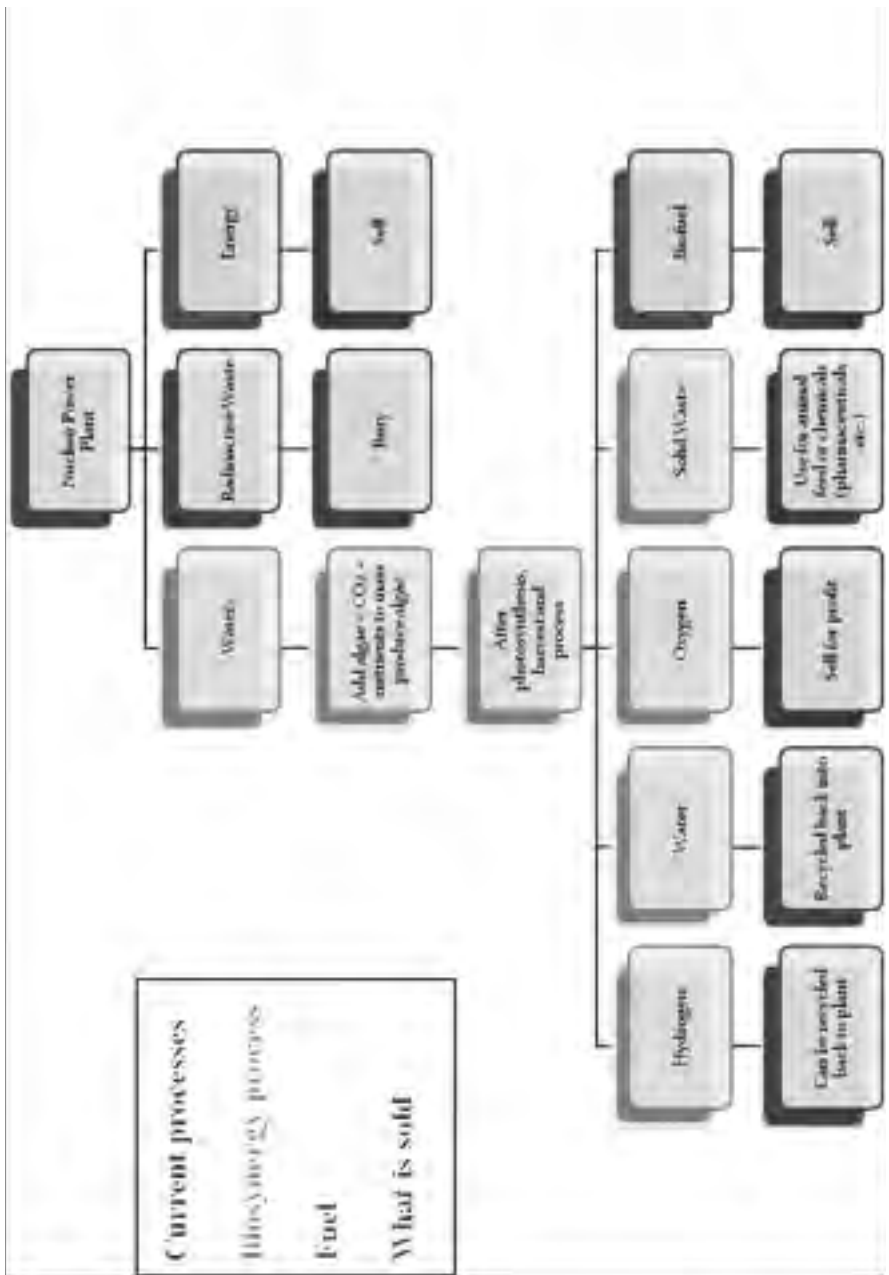 Current processes
Biosynergy process
Fuel
What is sold
Nuclear Power
Plant
Water
Radioactive Waste
Energy
Add algae + CO2 +
nutrients to mass
produce algae
Bury
Sell
After
photosynthesis,
harvest and
process
Hydrogen
Water
Oxygen
Solid Waste
Biofuel
Can be recycled
back to plant
Recycled back into
plant
Sell for profit
Use for animal
feed or chemicals
(pharmaceuticals
etc.)
Sell